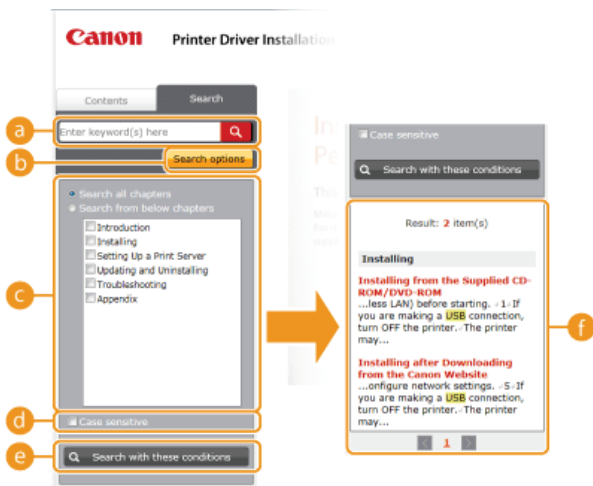 Canon
Printer Driver Installation
Contents
Search
a
Enter keyword(s) here
b
Search options
c
Search all chapters
Search from below chapters
Introduction
Installing
Setting Up a Print Server
Updating and Uninstalling
Troubleshooting
Appendix
d
Case sensitive
e
Search with these conditions
Case sensitive
Search with these conditions
f
Result: 2 item(s)
Installing
Installing from the Supplied CD-
ROM/DVD-ROM
...less LAN) before starting. ·1·If
you are making a USB connection,
turn OFF the printer.·The printer
may...
Installing after Downloading
from the Canon Website
...onfigure network settings. ·5·If
you are making a USB connection,
turn OFF the printer.·The printer
may...
1